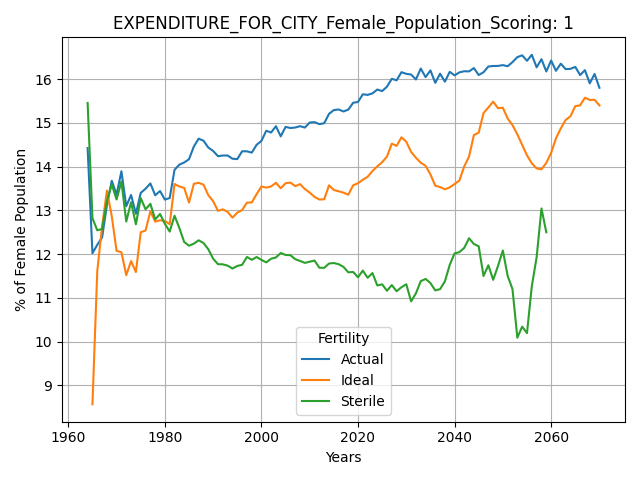 EXPENDITURE_FOR_CITY_Female_Population_Scoring: 1
% of Female Population
16
15
14
13
12
11
10
9
Fertility
Actual
Ideal
Sterile
1960 1980 2000 2020 2040 2060
Years